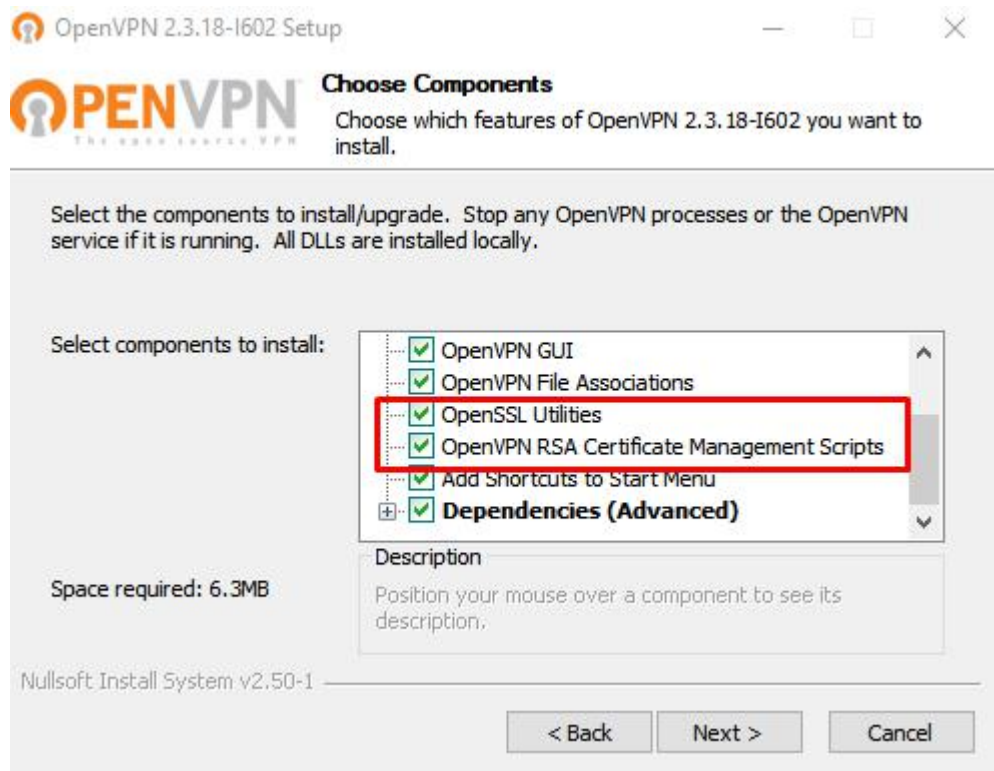 OpenVPN 2.3.18-I602 Setup
OPENVPN
The open source VPN
Choose Components
Choose which features of OpenVPN 2.3.18-I602 you want to
install.
Select the components to install/upgrade. Stop any OpenVPN processes or the OpenVPN
service if it is running. All DLLs are installed locally.
Select components to install:
OpenVPN GUI
OpenVPN File Associations
OpenSSL Utilities
OpenVPN RSA Certificate Management Scripts
Add Shortcuts to Start Menu
Dependencies (Advanced)
Space required: 6.3MB
Description
Position your mouse over a component to see its
description.
Nullsoft Install System v2.50-1
< Back
Next >
Cancel